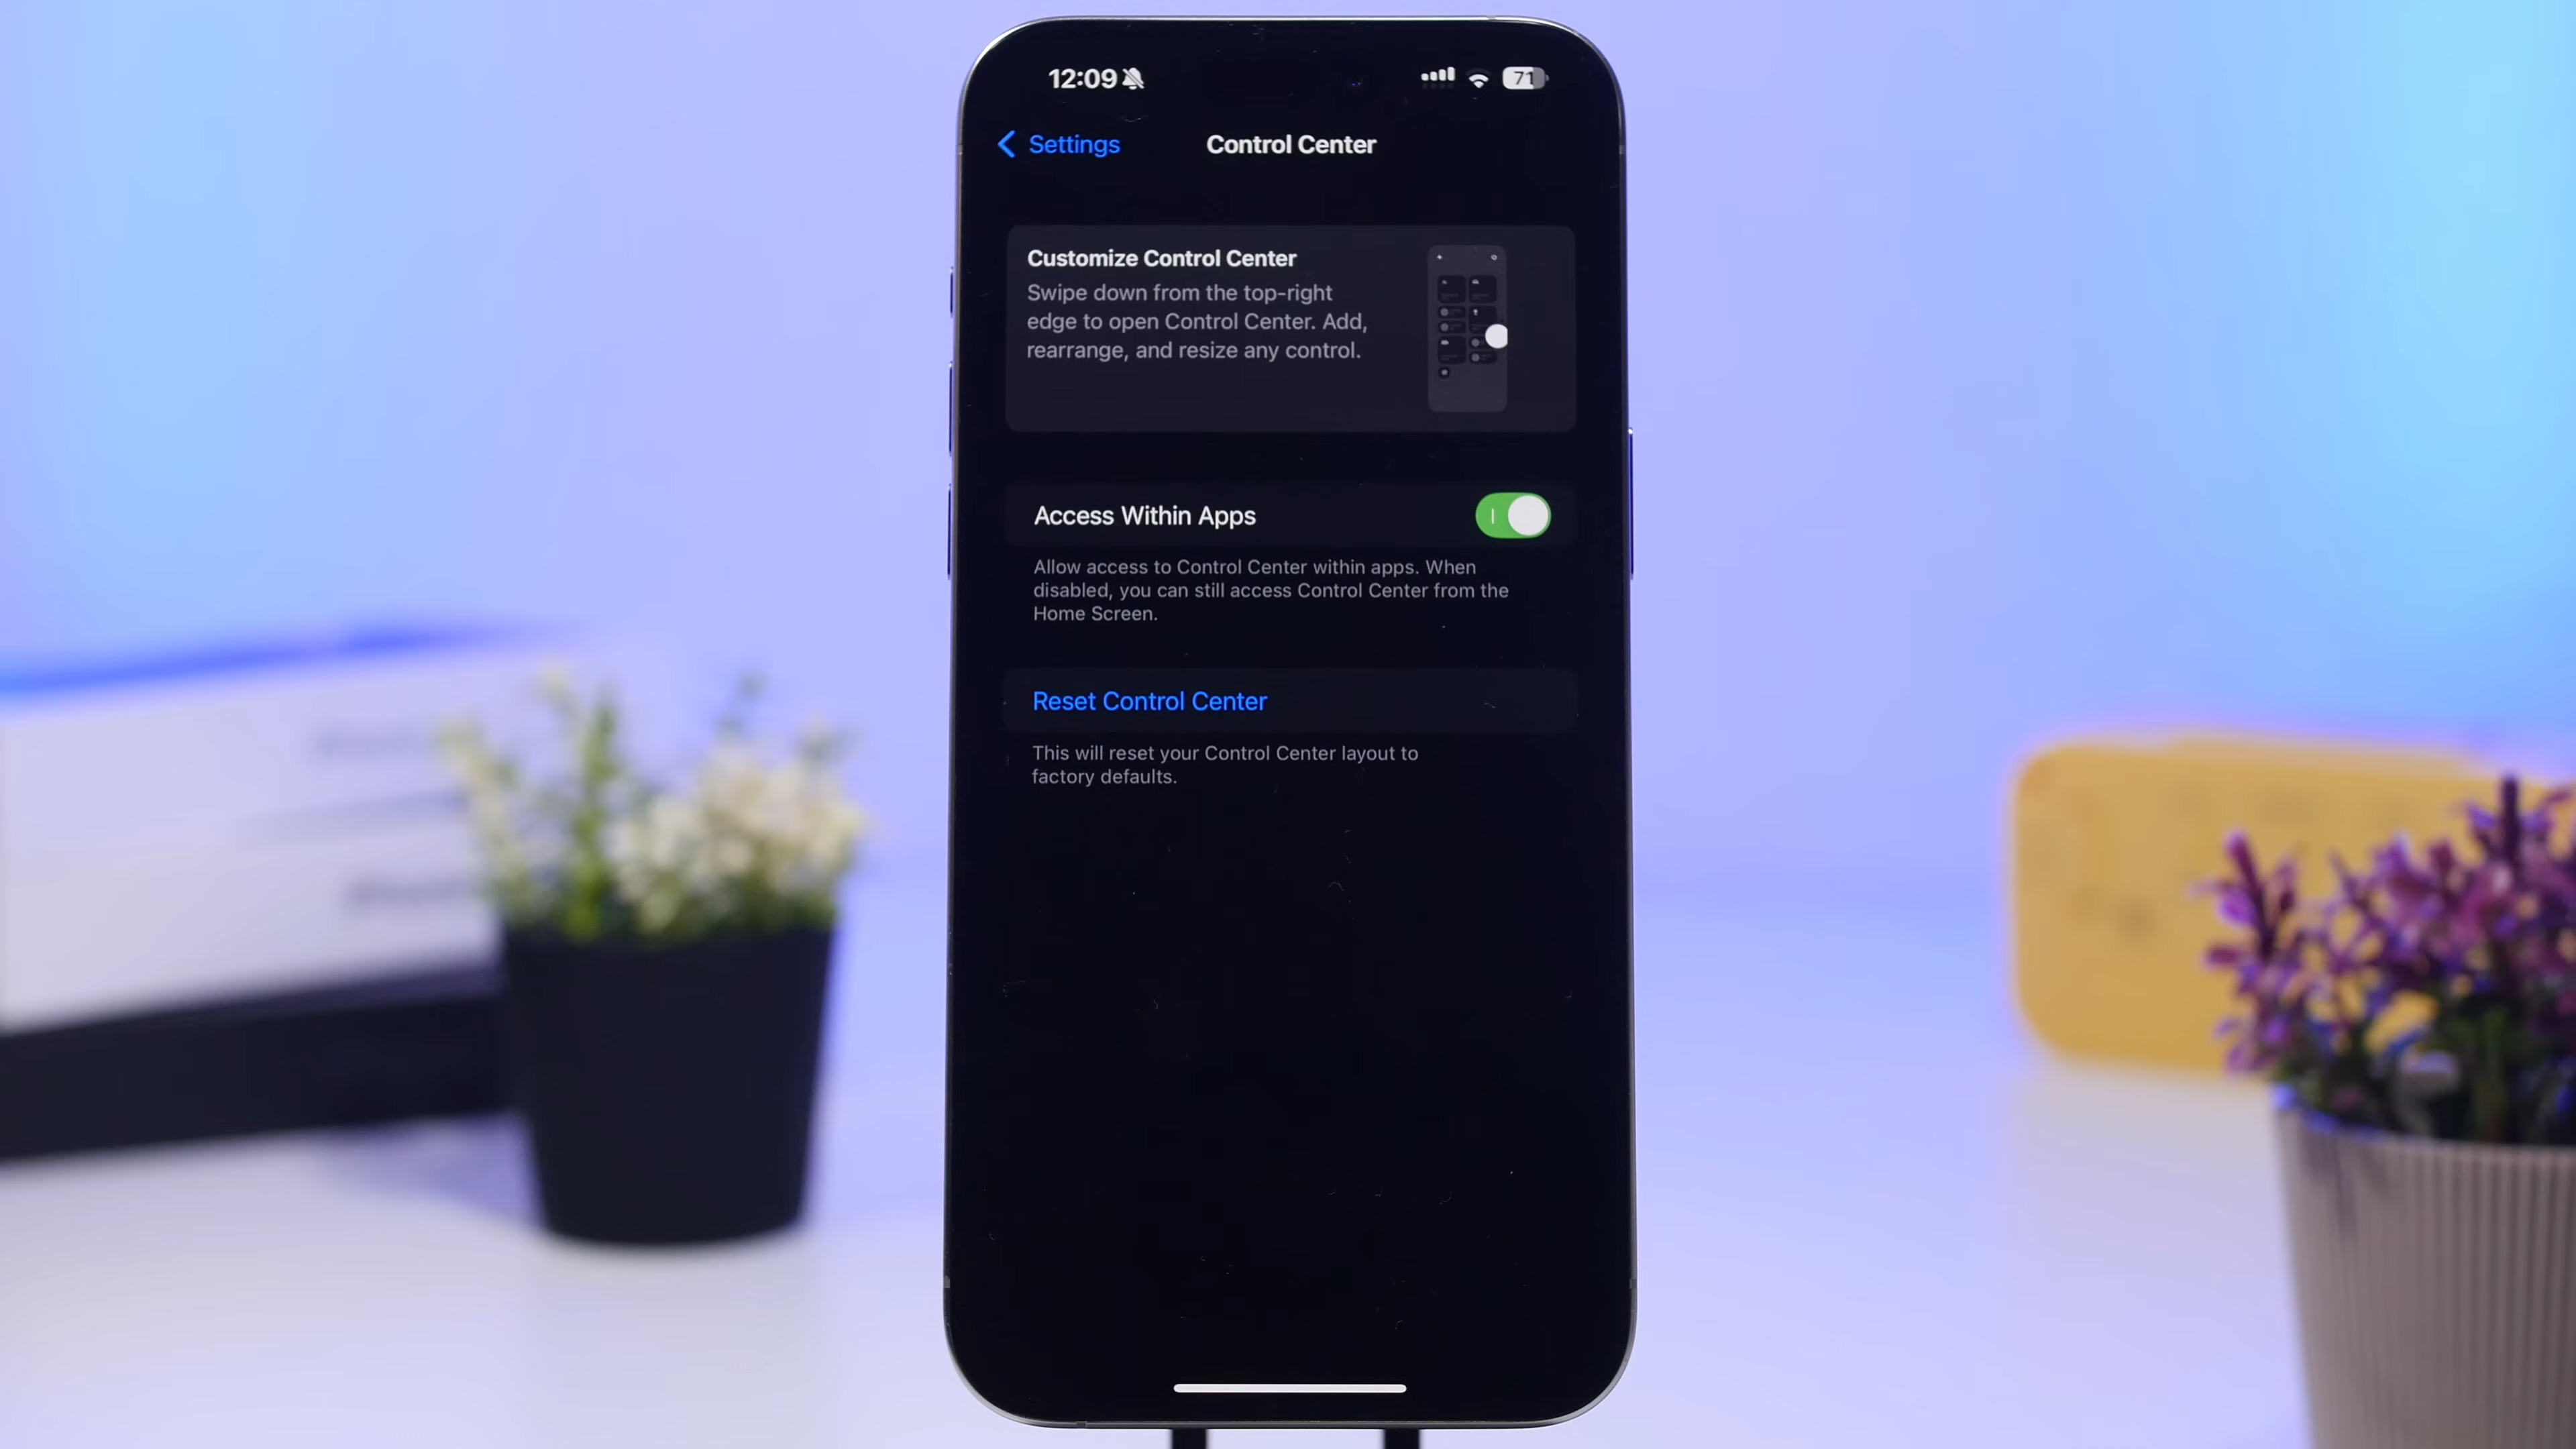 12:09
71
Settings
Control Center
Customize Control Center
Swipe down from the top-right
edge to open Control Center. Add,
rearrange, and resize any control.
Access Within Apps
Allow access to Control Center within apps. When
disabled, you can still access Control Center from the
Home Screen.
Reset Control Center
This will reset your Control Center layout to
factory defaults.